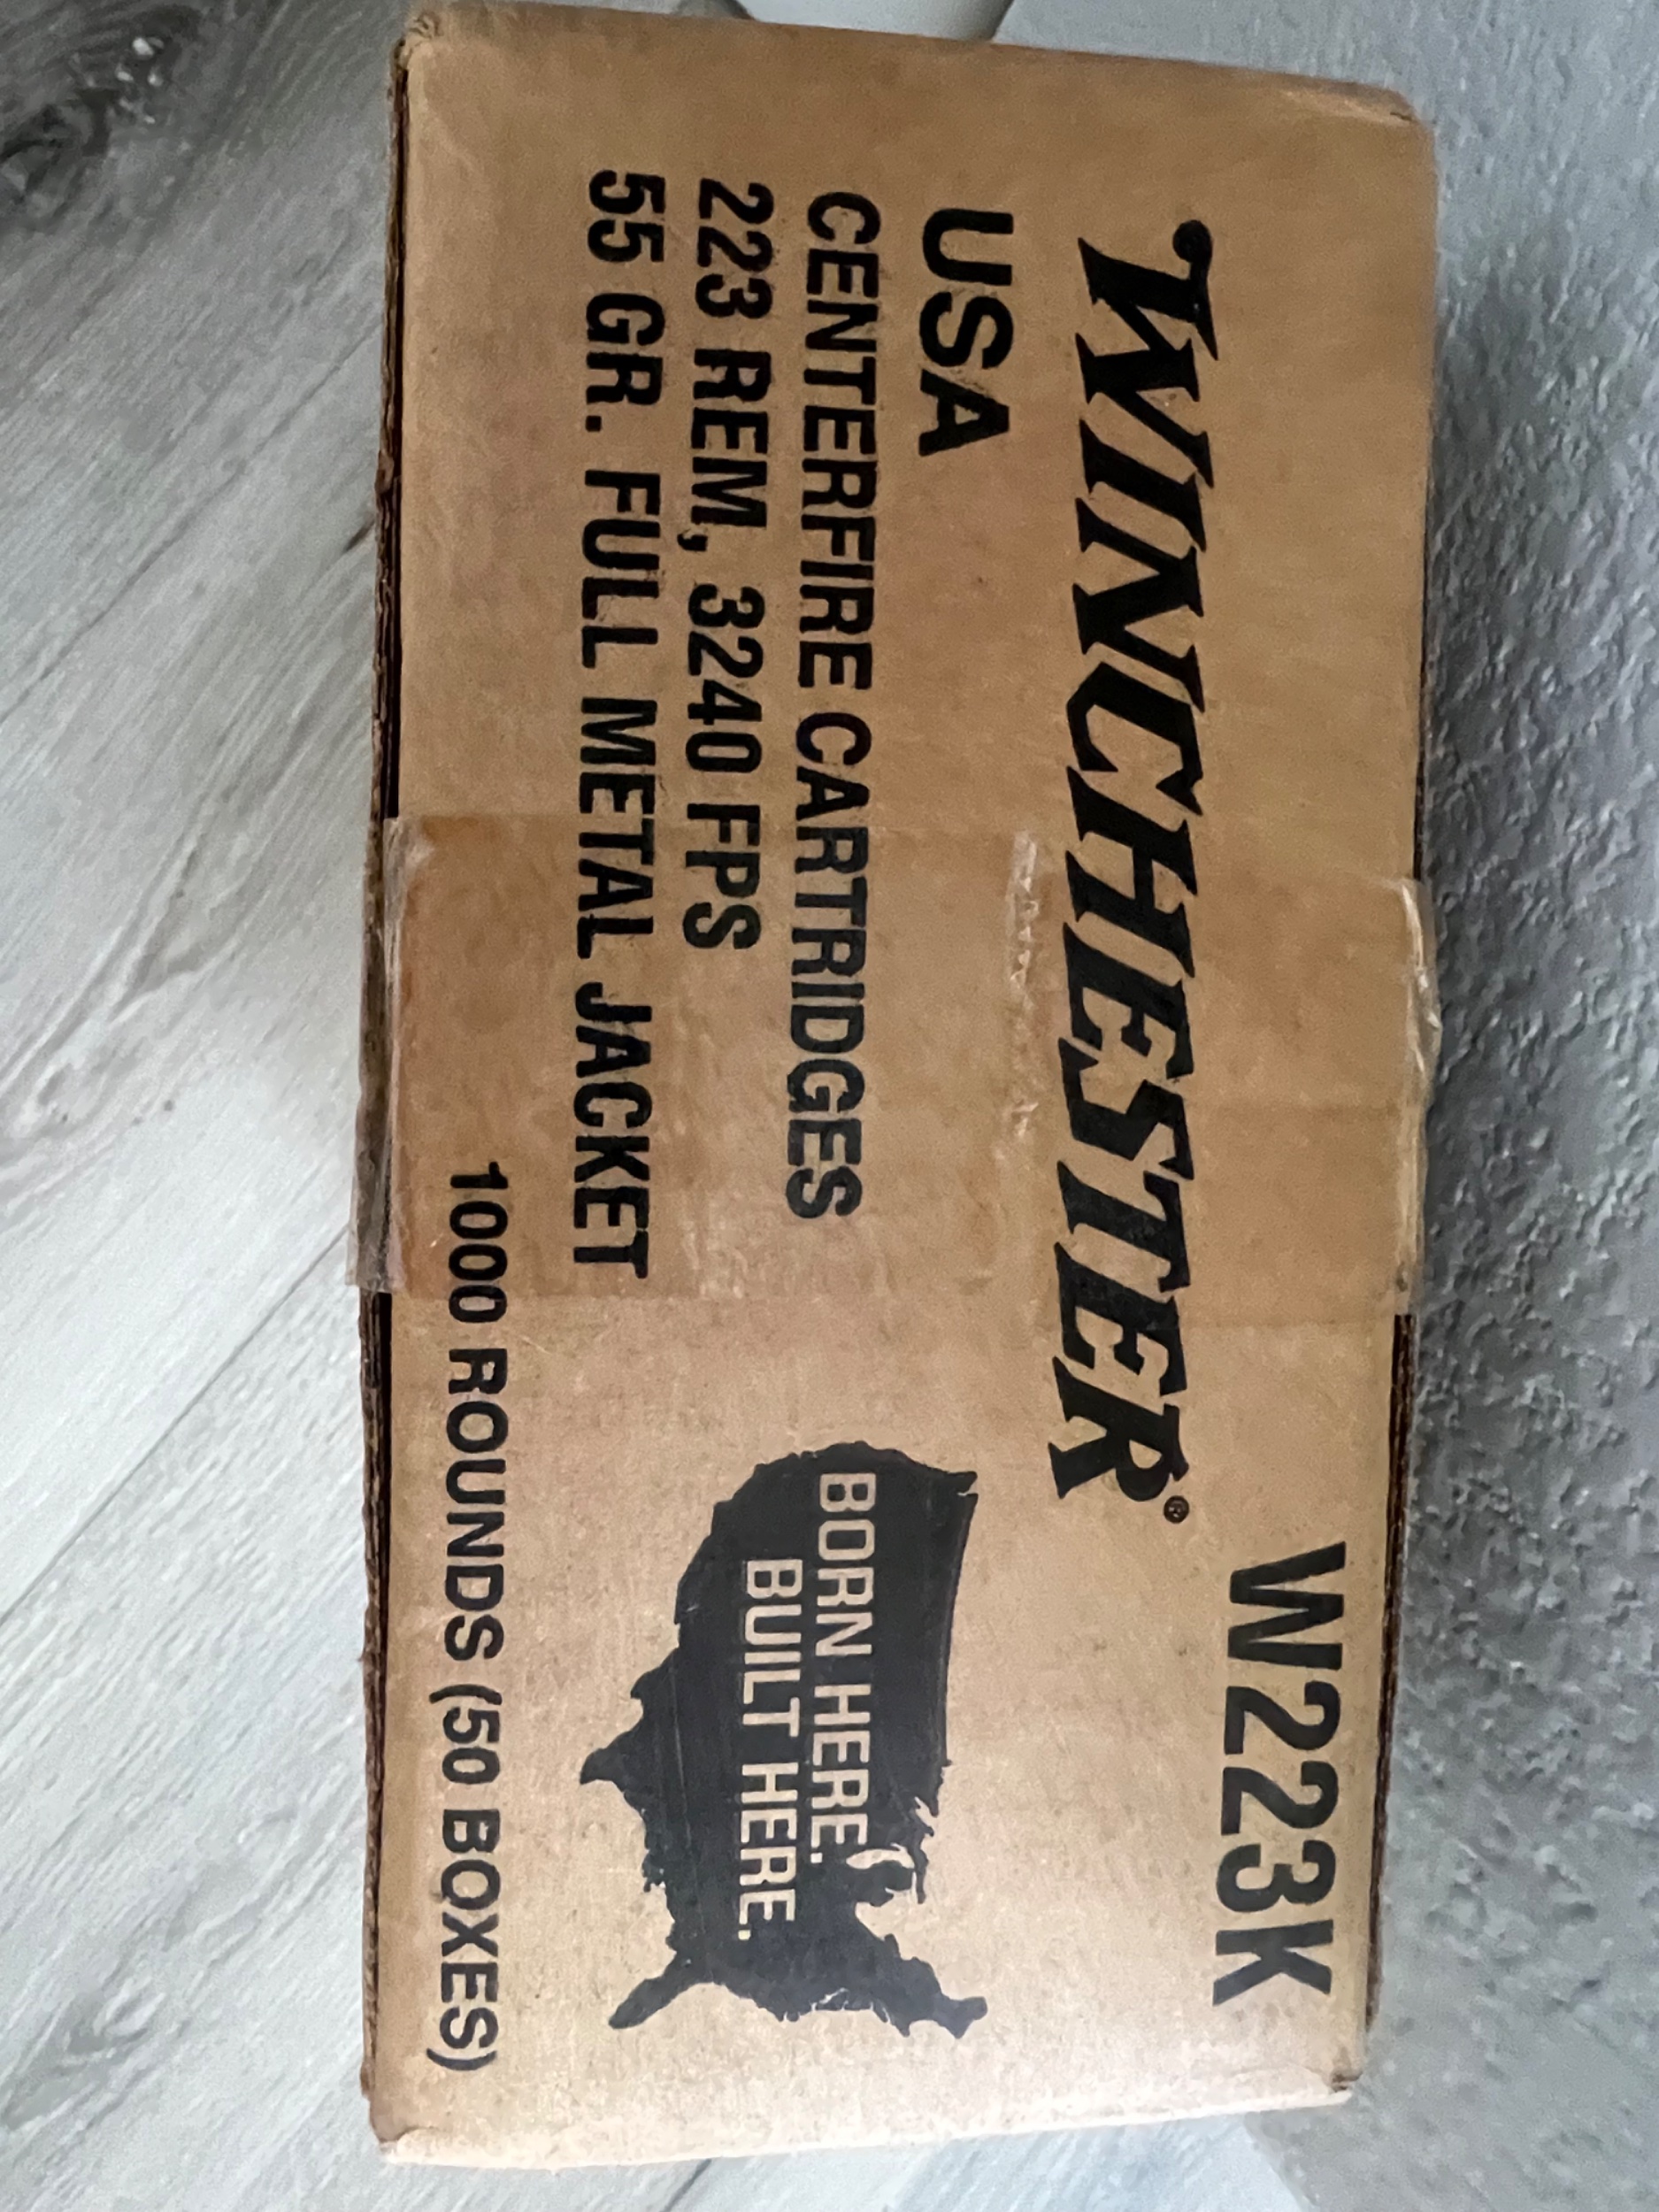 W223K
WINCHESTER®
USA
CENTERFIRE CARTRIDGES
223 REM, 3240 FPS
55 GR. FULL METAL JACKET
BORN HERE.
BUILT HERE.
1000 ROUNDS (50 BOXES)